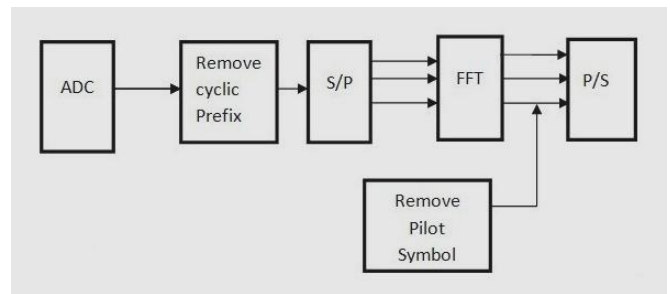 ADC
Remove
cyclic
Prefix
S/P
FFT
P/S
Remove
Pilot
Symbol